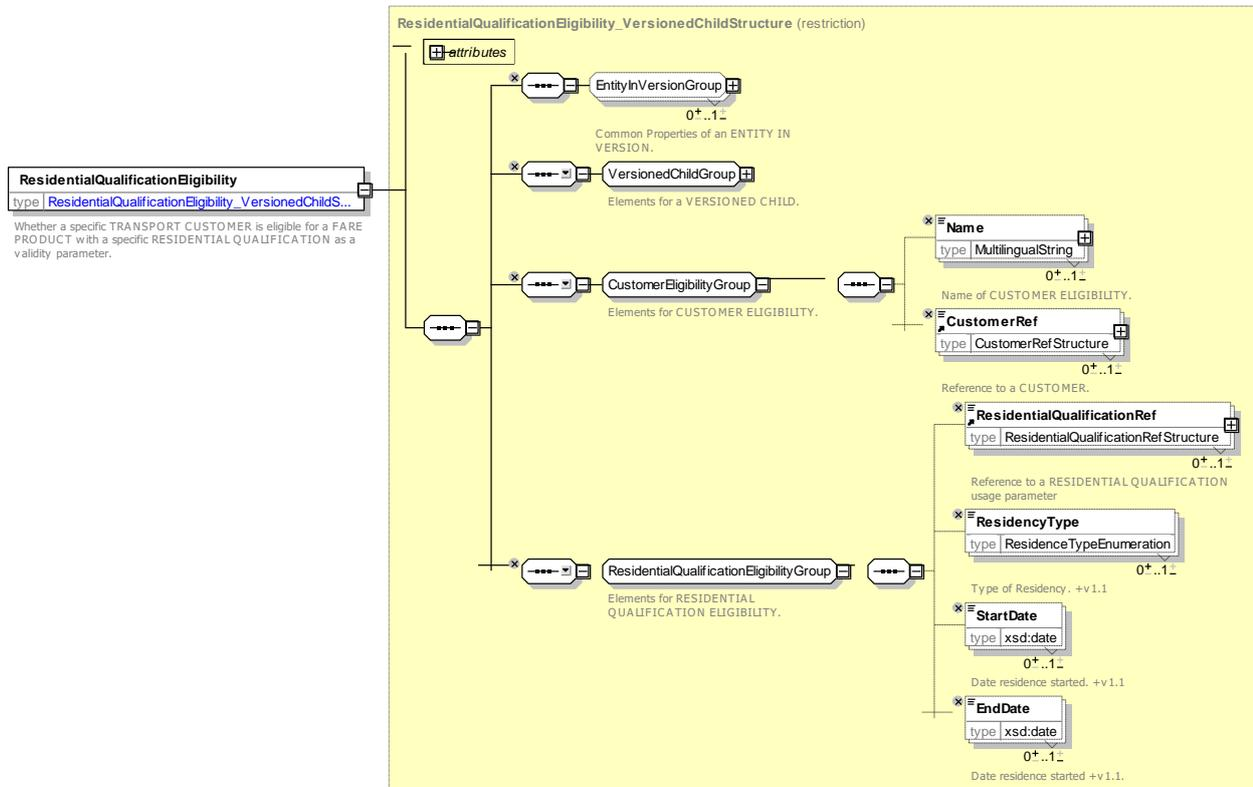 ResidentialQualificationEligibility_VersionedChildStructure (restriction)
attributes
EntityInVersionGroup
0..1
Common Properties of an ENTITY IN
VERSION.
ResidentialQualificationEligibility
type ResidentialQualificationEligibility_VersionedChildS...
Whether a specific TRANSPORT CUSTOMER is eligible for a FARE
PRODUCT with a specific RESIDENTIAL QUALIFICATION as a
validity parameter.
VersionedChildGroup
Elements for a VERSIONED CHILD.
CustomerEligibilityGroup
Elements for CUSTOMER ELIGIBILITY.
Name
type MultilingualString
0..1
Name of CUSTOMER ELIGIBILITY.
CustomerRef
type CustomerRefStructure
0..1
Reference to a CUSTOMER.
ResidentialQualificationEligibilityGroup
Elements for RESIDENTIAL
QUALIFICATION ELIGIBILITY.
ResidentialQualificationRef
type ResidentialQualificationRefStructure
0..1
Reference to a RESIDENTIAL QUALIFICATION
usage parameter
ResidencyType
type ResidenceTypeEnumeration
0..1
Type of Residency. +v1.1
StartDate
type xsd:date
0..1
Date residence started. +v1.1
EndDate
type xsd:date
0..1
Date residence started +v1.1.